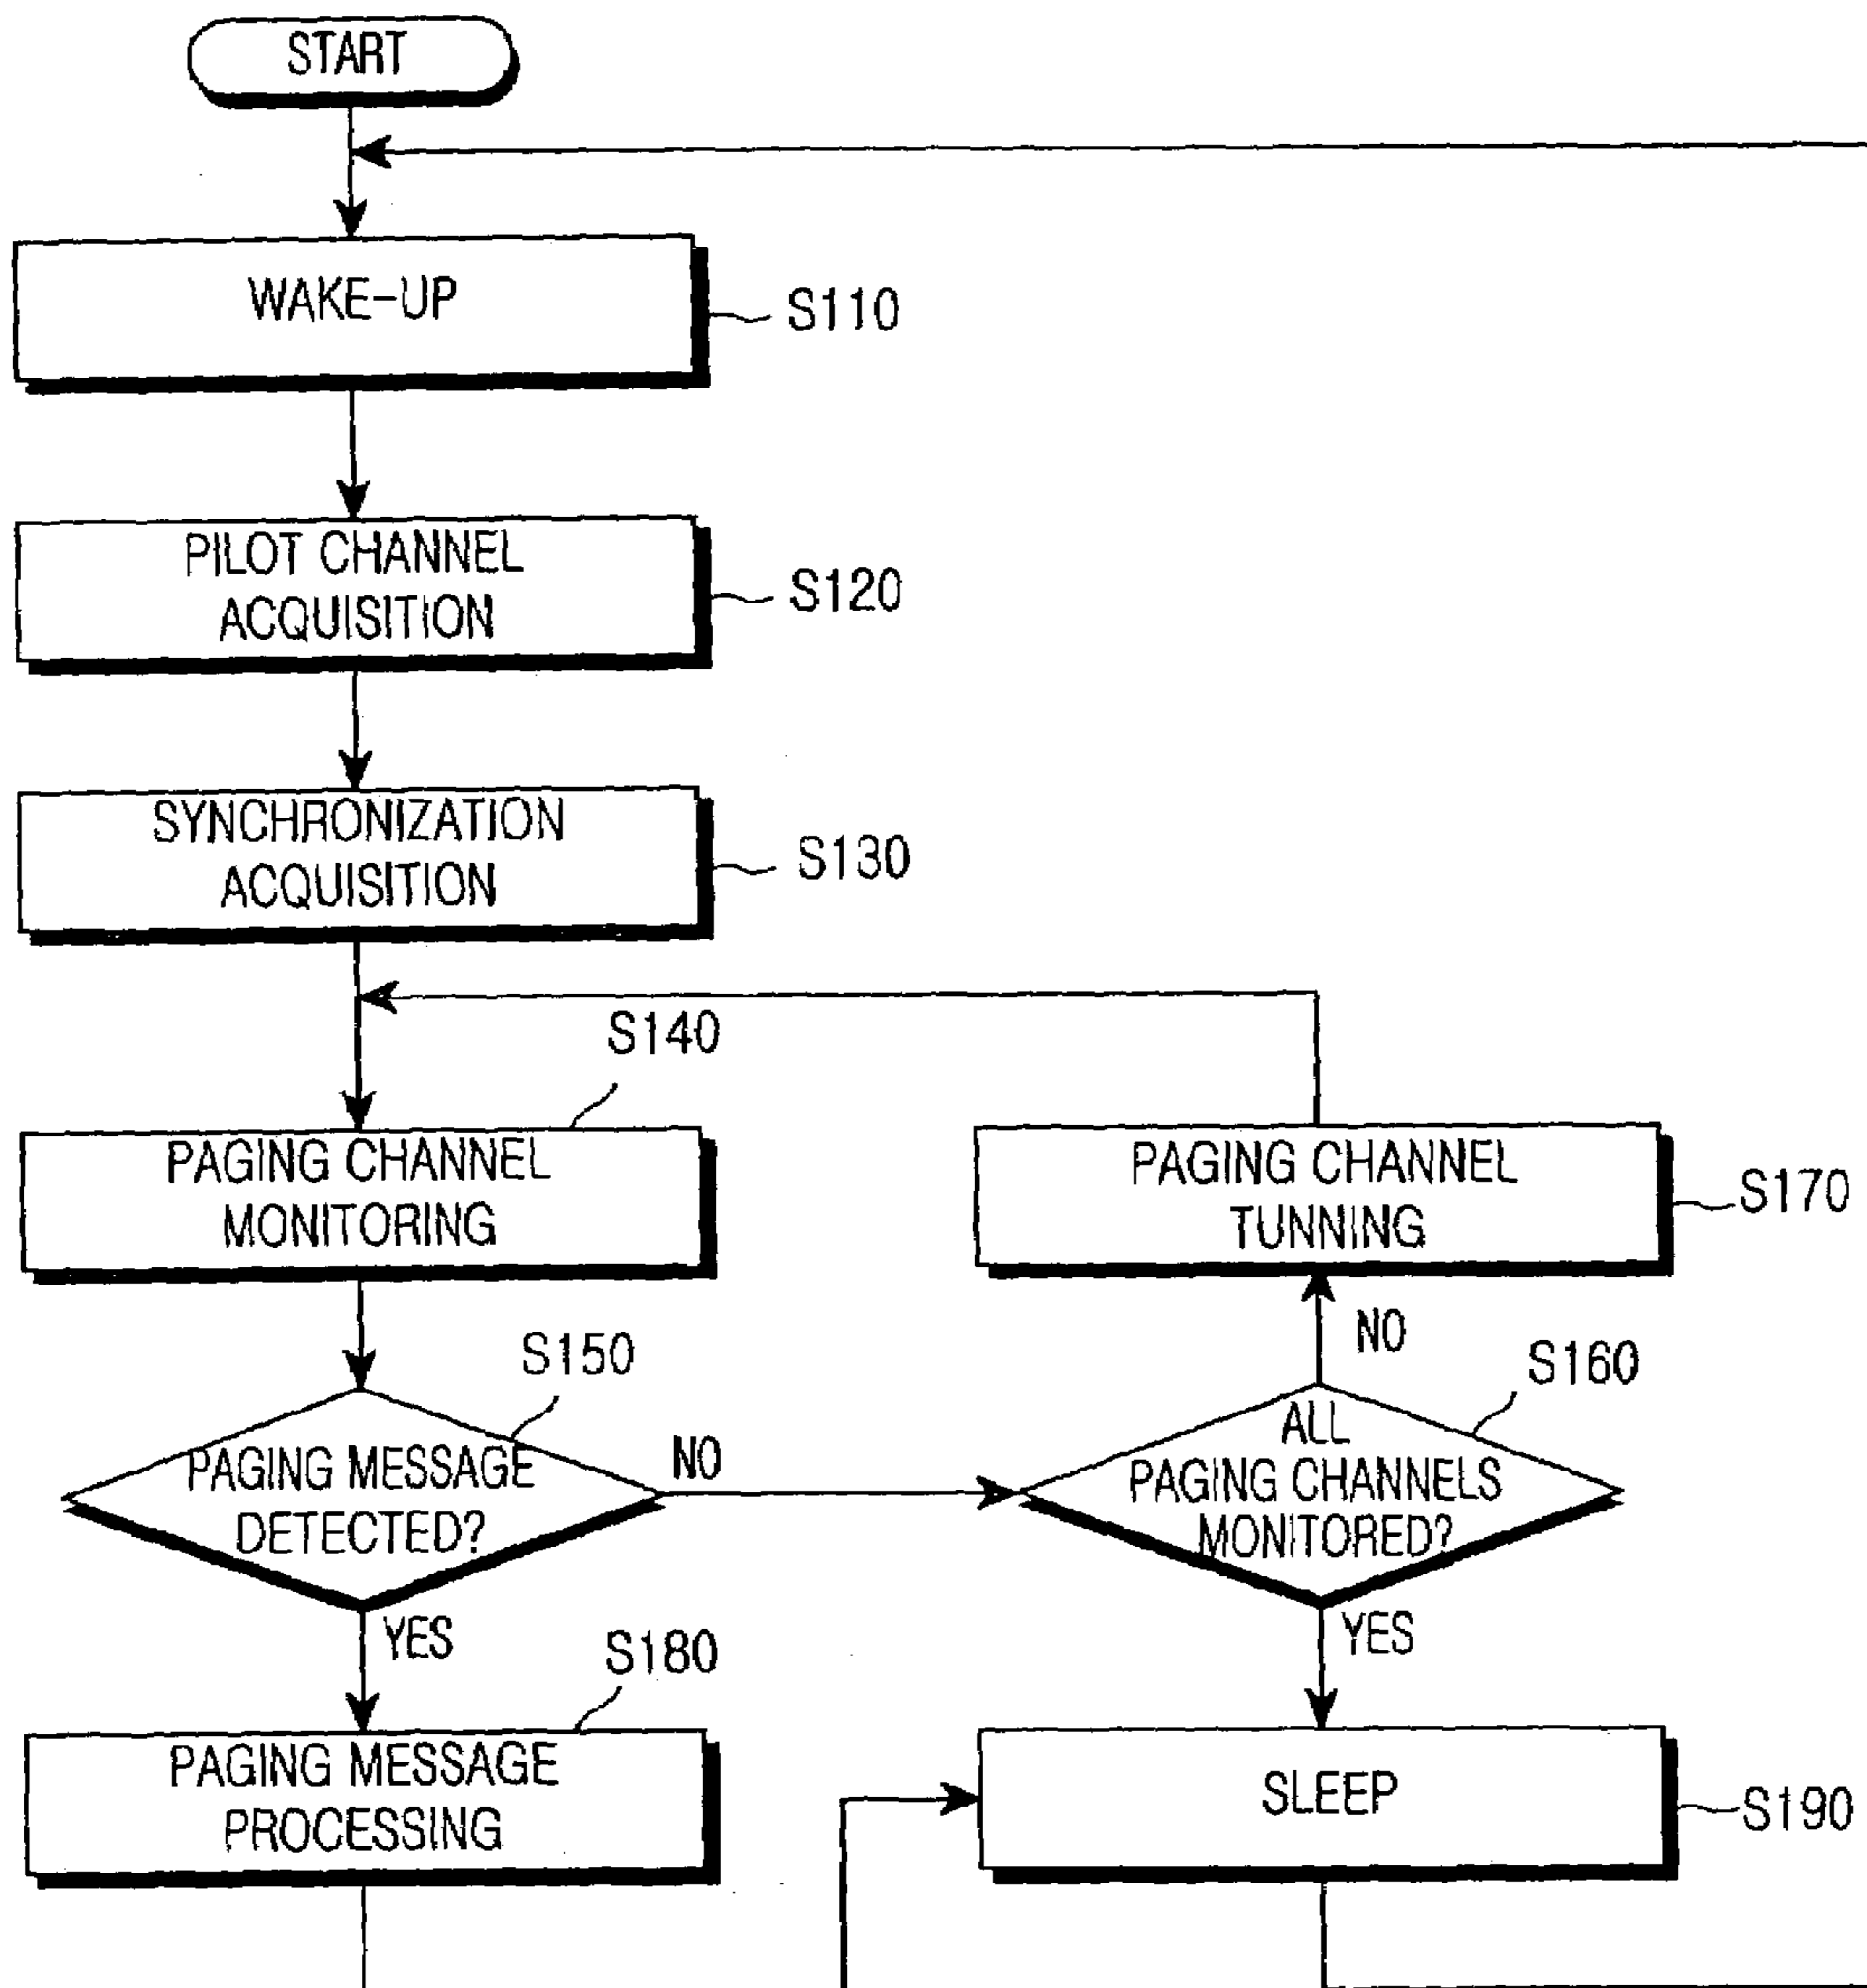 START
WAKE-UP
S110
PILOT CHANNEL
ACQUISITION
S120
SYNCHRONIZATION
ACQUISITION
S130
S140
PAGING CHANNEL
MONITORING
PAGING CHANNEL
TUNNING
S170
S150
PAGING MESSAGE
DETECTED?
NO
NO
S160
ALL
PAGING CHANNELS
MONITORED?
YES
YES
S180
PAGING MESSAGE
PROCESSING
SLEEP
S190